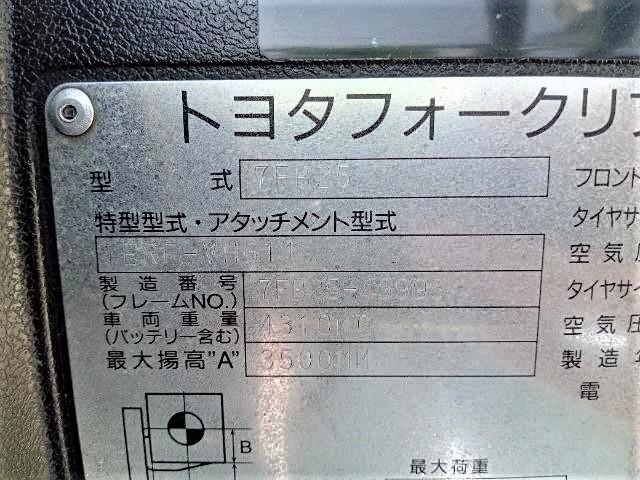 トヨタフォークリフ
型式 7FB25
特型型式・アタッチメント型式
製造番号
(フレームNO.)
車両重量
(バッテリー含む) 4310KG
最大揚高"A" 3500MM
フロント
タイヤサイ
空気圧
タイヤサイ
空気圧
製造年
電
B
最大荷重